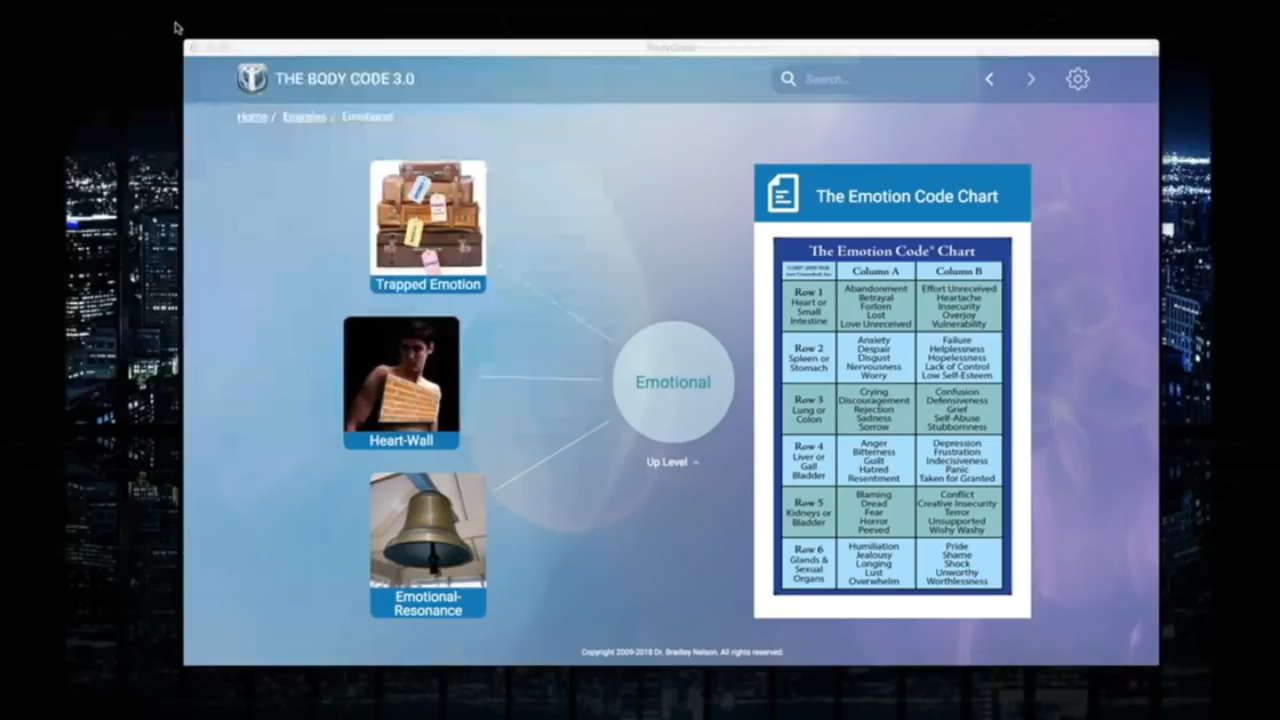 THE BODY CODE 3.0
Search...
Home / Energies / Emotional
Trapped Emotion
Heart-Wall
Emotional-
Resonance
Emotional
Up Level
The Emotion Code Chart
The Emotion Code® Chart
Column A
Column B
Row 1
Heart or
Small
Intestine
Abandonment
Betrayal
Forlorn
Lost
Love Unreceived
Effort Unreceived
Heartache
Insecurity
Overjoy
Vulnerability
Row 2
Spleen or
Stomach
Anxiety
Despair
Disgust
Nervousness
Worry
Failure
Helplessness
Hopelessness
Lack of Control
Low Self-Esteem
Row 3
Lung or
Colon
Crying
Discouragement
Rejection
Sadness
Sorrow
Confusion
Defensiveness
Grief
Self-Abuse
Stubbornness
Row 4
Liver or
Gall
Bladder
Anger
Bitterness
Guilt
Hatred
Resentment
Depression
Frustration
Indecisiveness
Panic
Taken for Granted
Row 5
Kidneys or
Bladder
Blaming
Dread
Fear
Horror
Peeved
Conflict
Creative Insecurity
Terror
Unsupported
Wishy Washy
Row 6
Glands &
Sexual
Organs
Humiliation
Jealousy
Longing
Lust
Overwhelm
Pride
Shame
Shock
Unworthy
Worthlessness
Copyright 2009-2018 Dr. Bradley Nelson. All rights reserved.